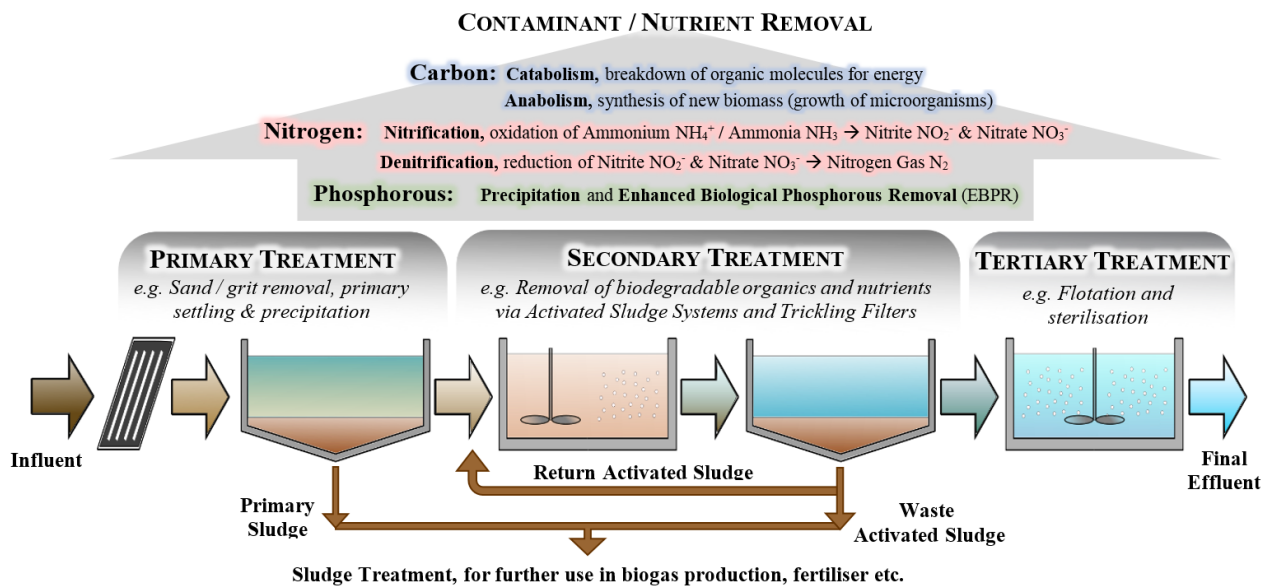 CONTAMINANT / NUTRIENT REMOVAL
Carbon: Catabolism, breakdown of organic molecules for energy
Anabolism, synthesis of new biomass (growth of microorganisms)
Nitrogen: Nitrification, oxidation of Ammonium NH₄⁺ / Ammonia NH₃ → Nitrite NO₂⁻ & Nitrate NO₃⁻
Denitrification, reduction of Nitrite NO₂⁻ & Nitrate NO₃⁻ → Nitrogen Gas N₂
Phosphorous: Precipitation and Enhanced Biological Phosphorous Removal (EBPR)
PRIMARY TREATMENT
e.g. Sand / grit removal, primary
settling & precipitation
SECONDARY TREATMENT
e.g. Removal of biodegradable organics and nutrients
via Activated Sludge Systems and Trickling Filters
TERTIARY TREATMENT
e.g. Flotation and
sterilisation
Influent
Primary
Sludge
Return Activated Sludge
Waste
Activated Sludge
Final
Effluent
Sludge Treatment, for further use in biogas production, fertiliser etc.